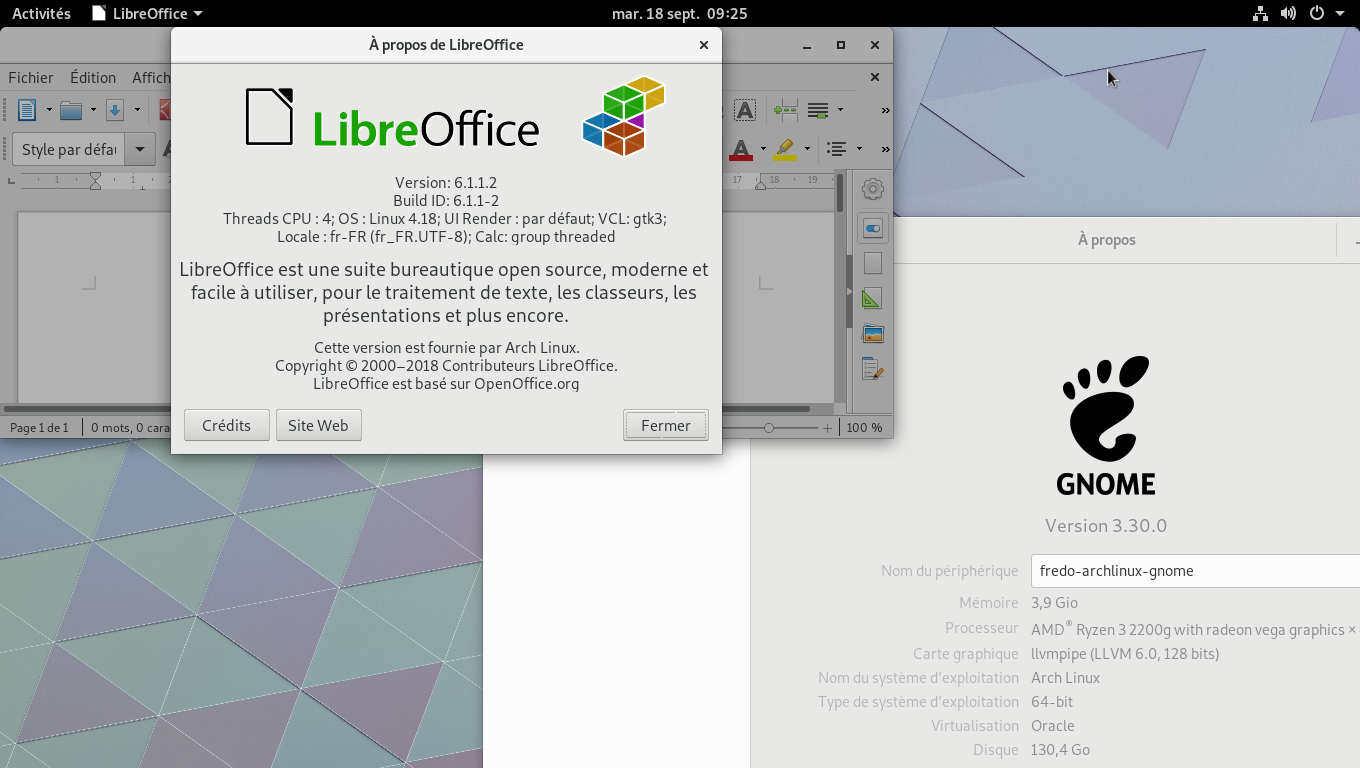 Activités
LibreOffice
mar. 18 sept. 09:25
À propos de LibreOffice
Fichier Édition
LibreOffice
Version: 6.1.1.2
Build ID: 6.1.1-2
Threads CPU : 4; OS : Linux 4.18; UI Render : par défaut; VCL: gtk3;
Locale : fr-FR (fr_FR.UTF-8); Calc: group threaded
LibreOffice est une suite bureautique open source, moderne et
facile à utiliser, pour le traitement de texte, les classeurs, les
présentations et plus encore.
Cette version est fournie par Arch Linux.
Copyright © 2000–2018 Contributeurs LibreOffice.
LibreOffice est basé sur OpenOffice.org
Crédits Site Web Fermer
Style par défau
1 1 2 17 18 19
Page 1 de 1 0 mots, 0 cara 100 %
À propos
GNOME
Version 3.30.0
Nom du périphérique fredo-archlinux-gnome
Mémoire 3,9 Gio
Processeur AMD® Ryzen 3 2200g with radeon vega graphics ×
Carte graphique llvmpipe (LLVM 6.0, 128 bits)
Nom du système d'exploitation Arch Linux
Type de système d'exploitation 64-bit
Virtualisation Oracle
Disque 130,4 Go